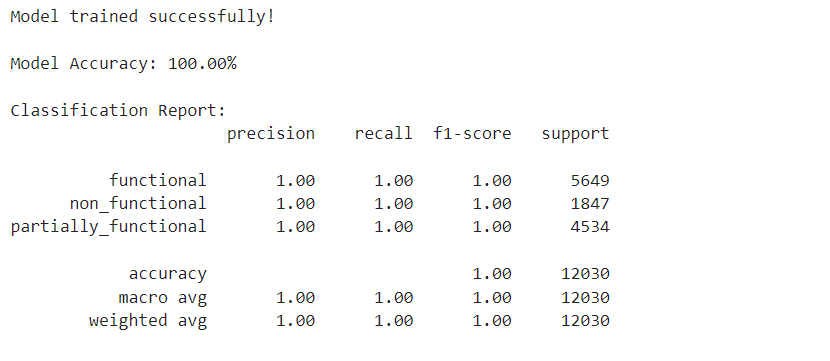 Model trained successfully!
Model Accuracy: 100.00%
Classification Report:
precision recall f1-score support
functional 1.00 1.00 1.00 5649
non_functional 1.00 1.00 1.00 1847
partially_functional 1.00 1.00 1.00 4534
accuracy 1.00 12030
macro avg 1.00 1.00 1.00 12030
weighted avg 1.00 1.00 1.00 12030